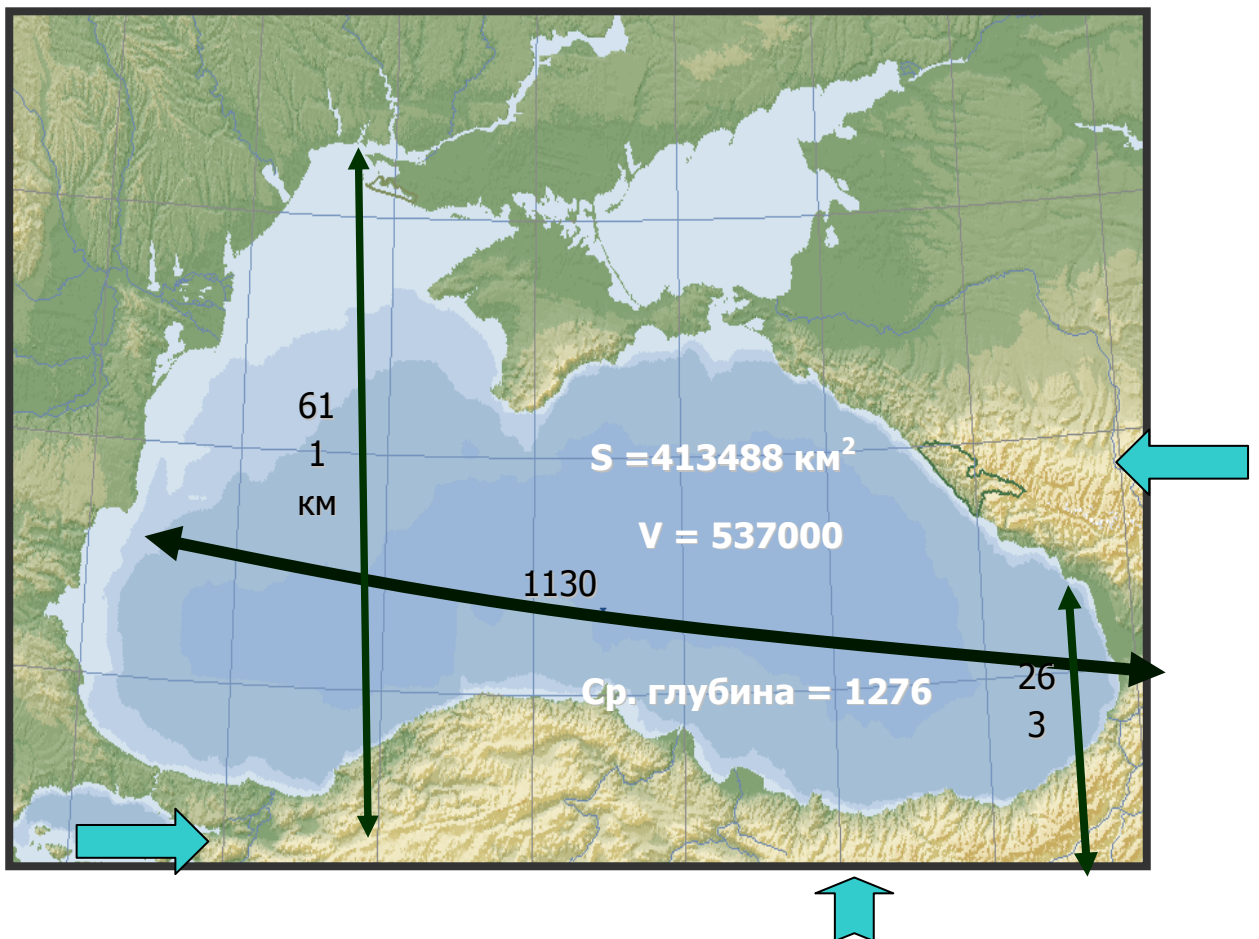 61
1
км
S =413488 км²
V = 537000
1130
Ср. глубина = 1276
26
3